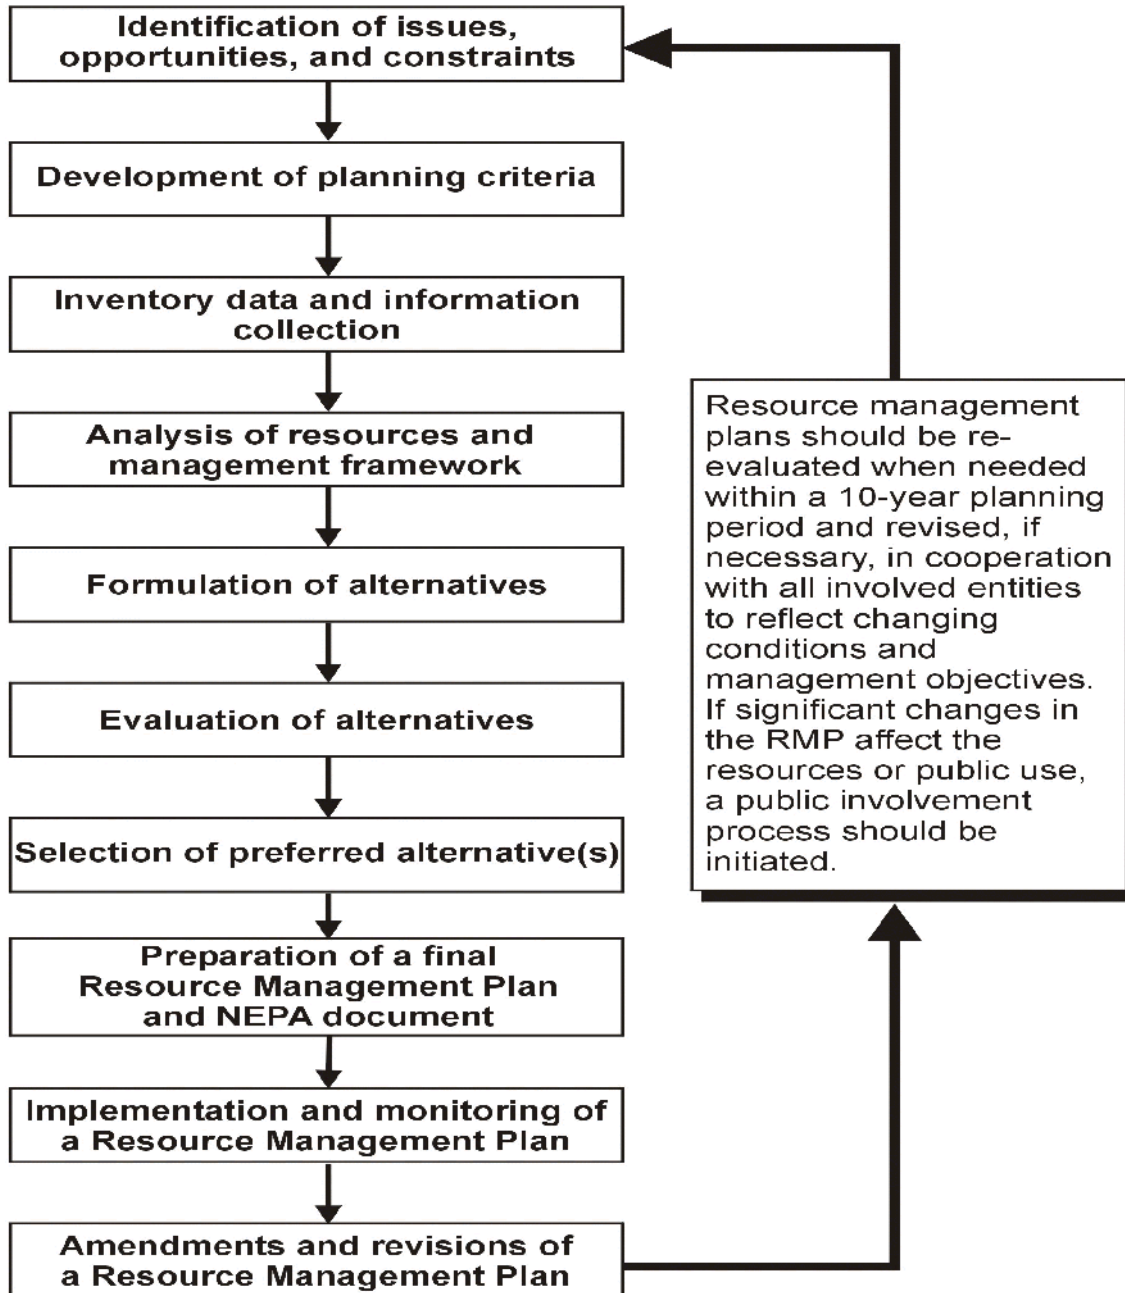 Identification of issues,
opportunities, and constraints
Development of planning criteria
Inventory data and information
collection
Analysis of resources and
management framework
Formulation of alternatives
Evaluation of alternatives
Selection of preferred alternative(s)
Preparation of a final
Resource Management Plan
and NEPA document
Implementation and monitoring of
a Resource Management Plan
Amendments and revisions of
a Resource Management Plan
Resource management
plans should be re-
evaluated when needed
within a 10-year planning
period and revised, if
necessary, in cooperation
with all involved entities
to reflect changing
conditions and
management objectives.
If significant changes in
the RMP affect the
resources or public use,
a public involvement
process should be
initiated.